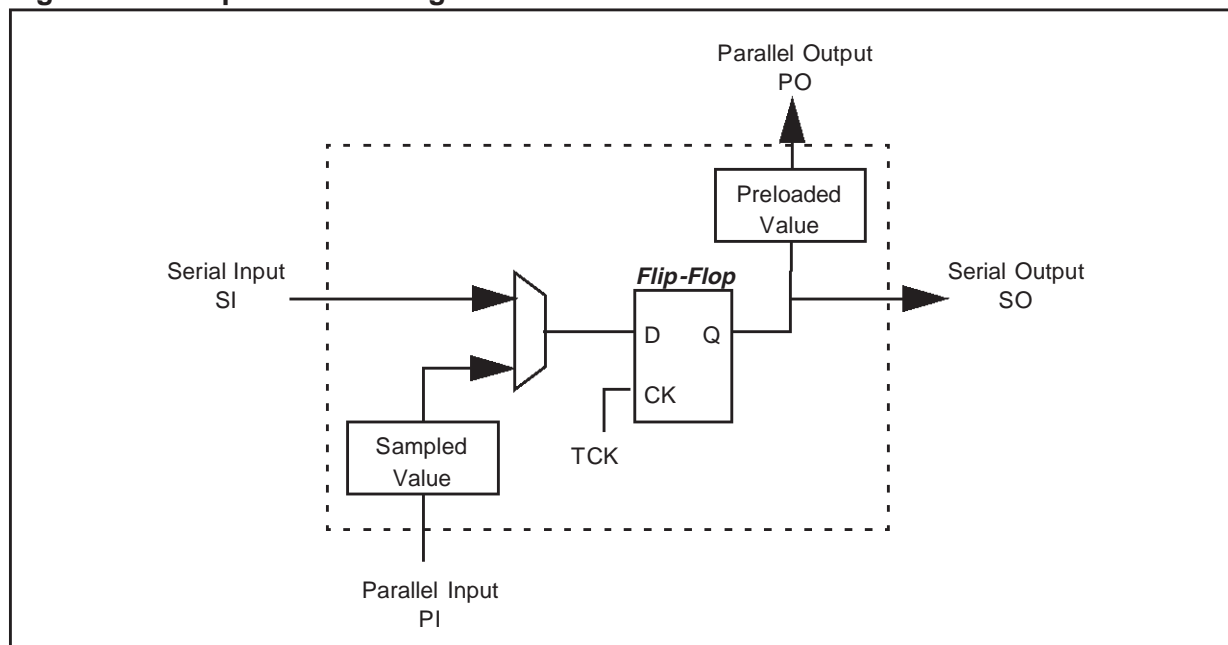 Parallel Output
PO
Preloaded
Value
Serial Input
SI
Flip-Flop
Serial Output
SO
D Q
CK
Sampled
Value
TCK
Parallel Input
PI